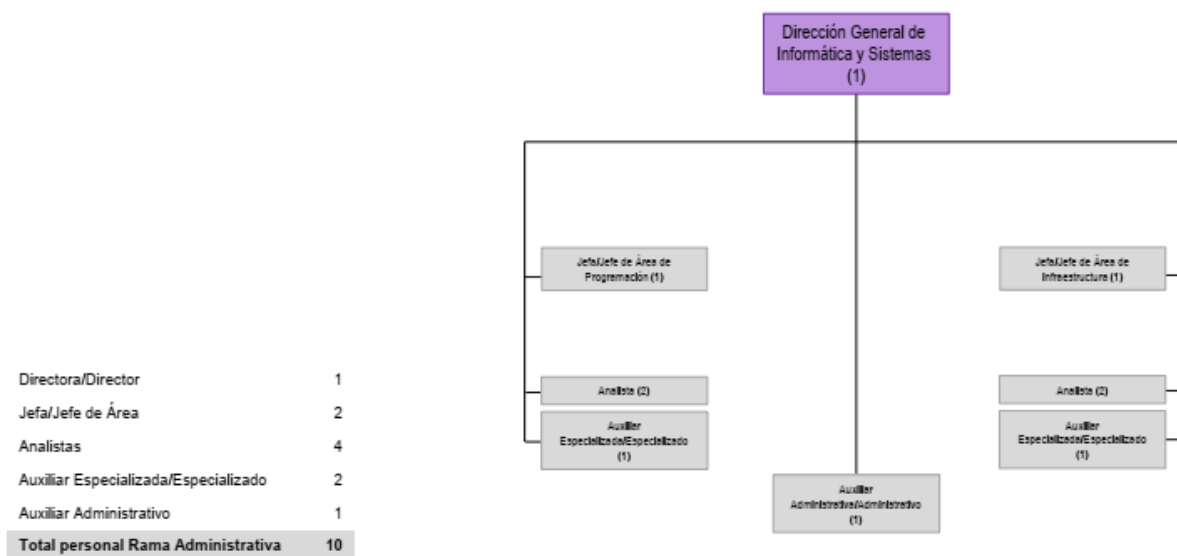 Dirección General de
Informática y Sistemas
(1)
Jefa/Jefe de Área de
Programación (1)
Jefa/Jefe de Área de
Infraestructura (1)
Analista (2)
Auxiliar
Especializada/Especializado
(1)
Analista (2)
Auxiliar
Especializada/Especializado
(1)
Auxiliar
Administrativa/Administrativo
(1)
Directora/Director 1
Jefa/Jefe de Área 2
Analistas 4
Auxiliar Especializada/Especializado 2
Auxiliar Administrativo 1
Total personal Rama Administrativa 10